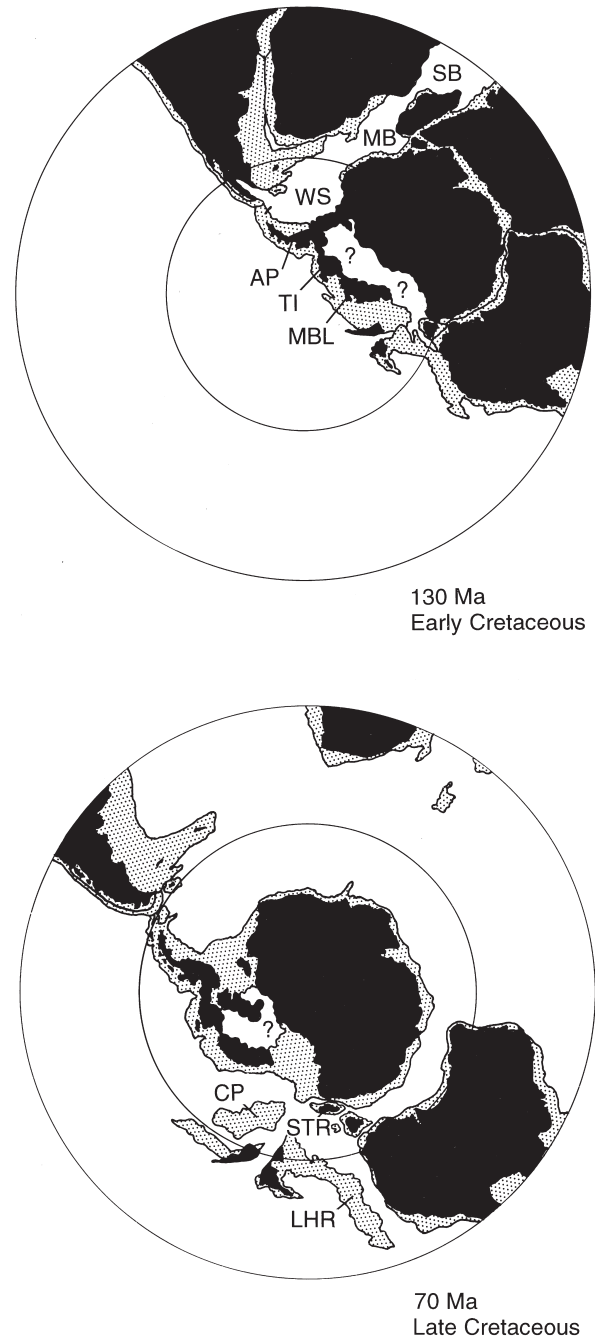 SB
MB
WS
?
AP
?
TI
MBL
130 Ma
Early Cretaceous
?
CP
STR
LHR
70 Ma
Late Cretaceous